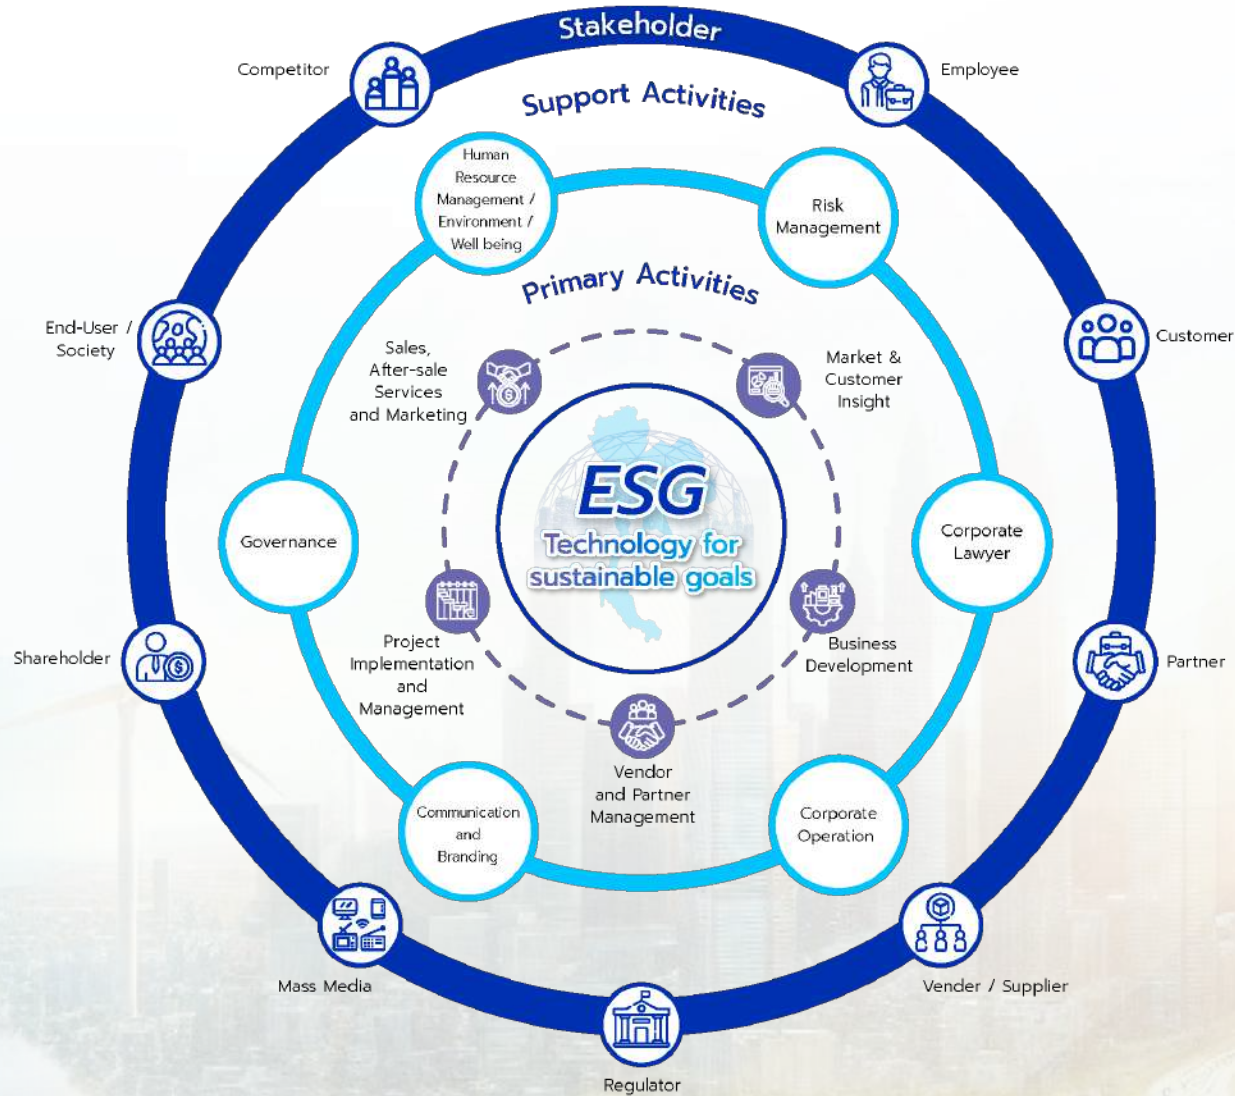 Stakeholder
Competitor
Employee
Support Activities
Human
Resource
Management /
Environment /
Well being
Risk
Management
Primary Activities
End-User /
Society
Customer
Sales,
After-sale
Services
and Marketing
Market &
Customer
Insight
ESG
Technology for
sustainable goals
Governance
Corporate
Lawyer
Project
Implementation
and
Management
Business
Development
Shareholder
Partner
Vendor
and Partner
Management
Communication
and
Branding
Corporate
Operation
Mass Media
Vender / Supplier
Regulator